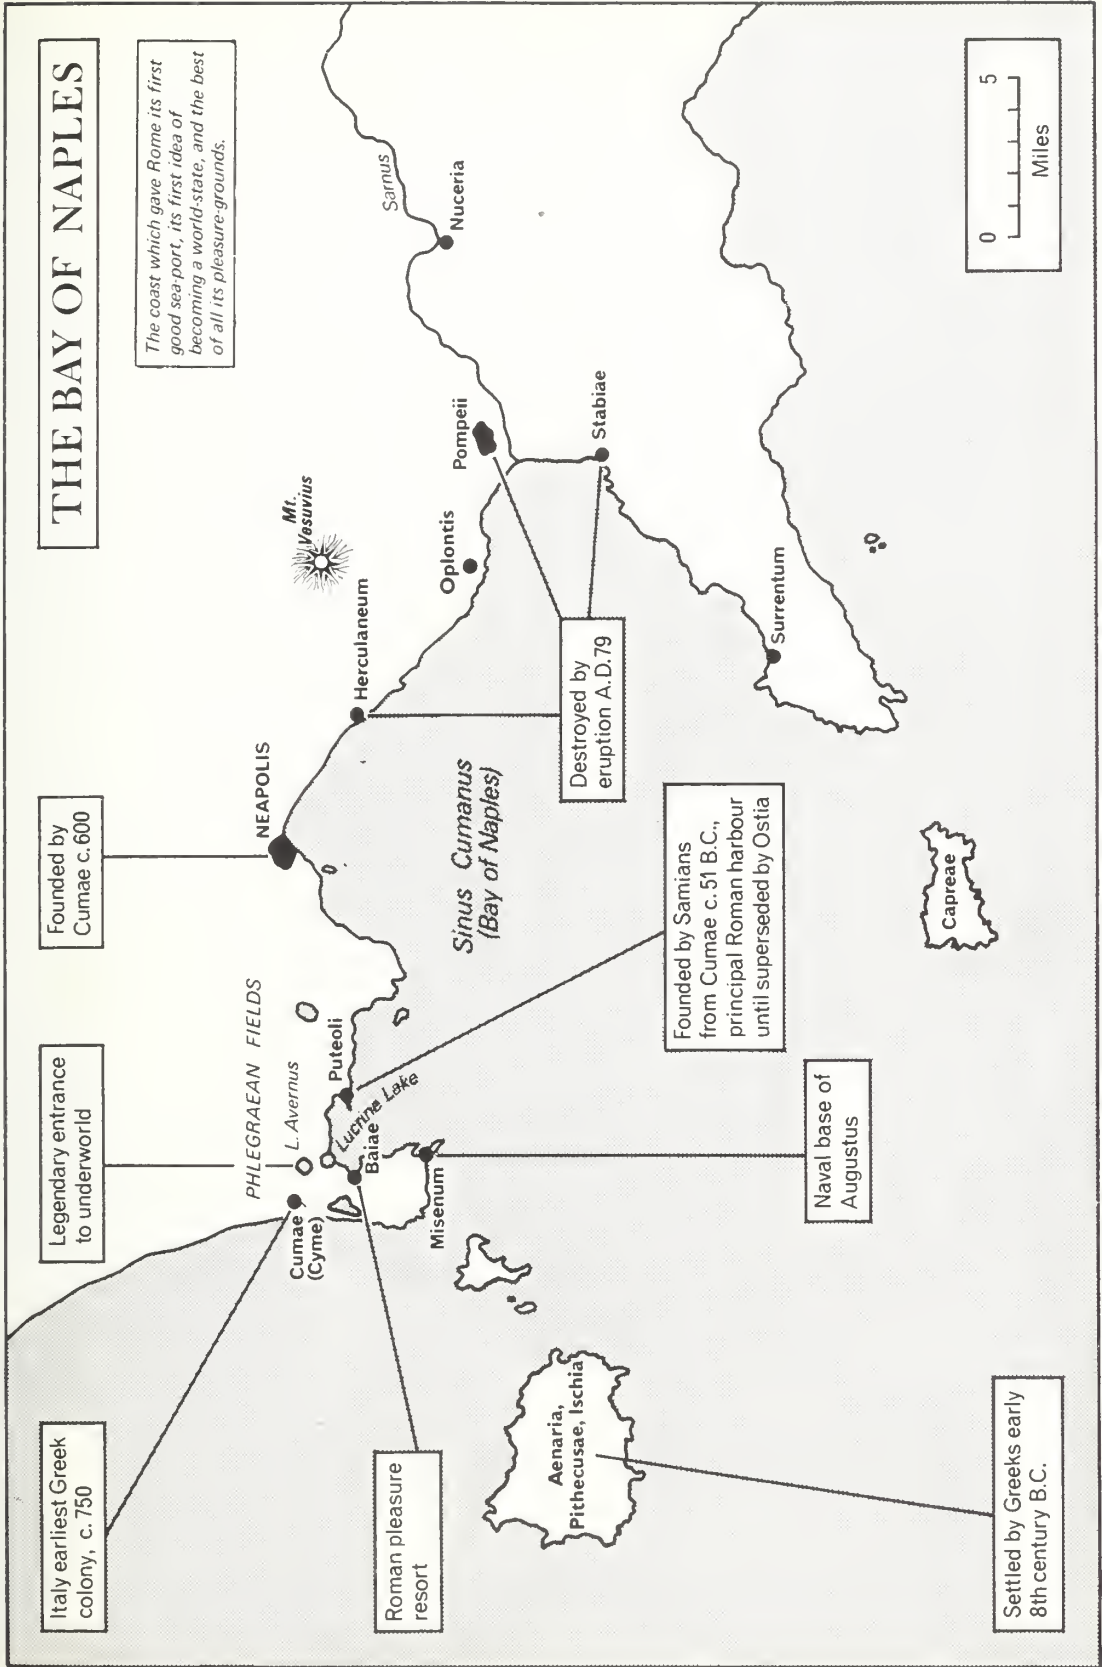 THE BAY OF NAPLES
The coast which gave Rome its first
good sea-port, its first idea of
becoming a world-state, and the best
of all its pleasure-grounds.
Italy earliest Greek
colony, c. 750
Legendary entrance
to underworld
Founded by
Cumae c.600
PHLEGRAEAN FIELDS
L. Avernus
NEAPOLIS
Mt.
Vesuvius
Cumae
(Cyme)
Puteoli
Lucrine Lake
Baiae
Herculaneum
Sarnus
Nuceria
Misenum
Oplontis
Pompeii
Sinus Cumanus
(Bay of Naples)
Roman pleasure
resort
Stabiae
Destroyed by
eruption A.D.79
Aenaria,
Pithecusae, Ischia
Founded by Samians
from Cumae c.51 B.C.,
principal Roman harbour
until superseded by Ostia
Surrentum
Naval base of
Augustus
Capreae
Settled by Greeks early
8th century B.C.
0 5
Miles